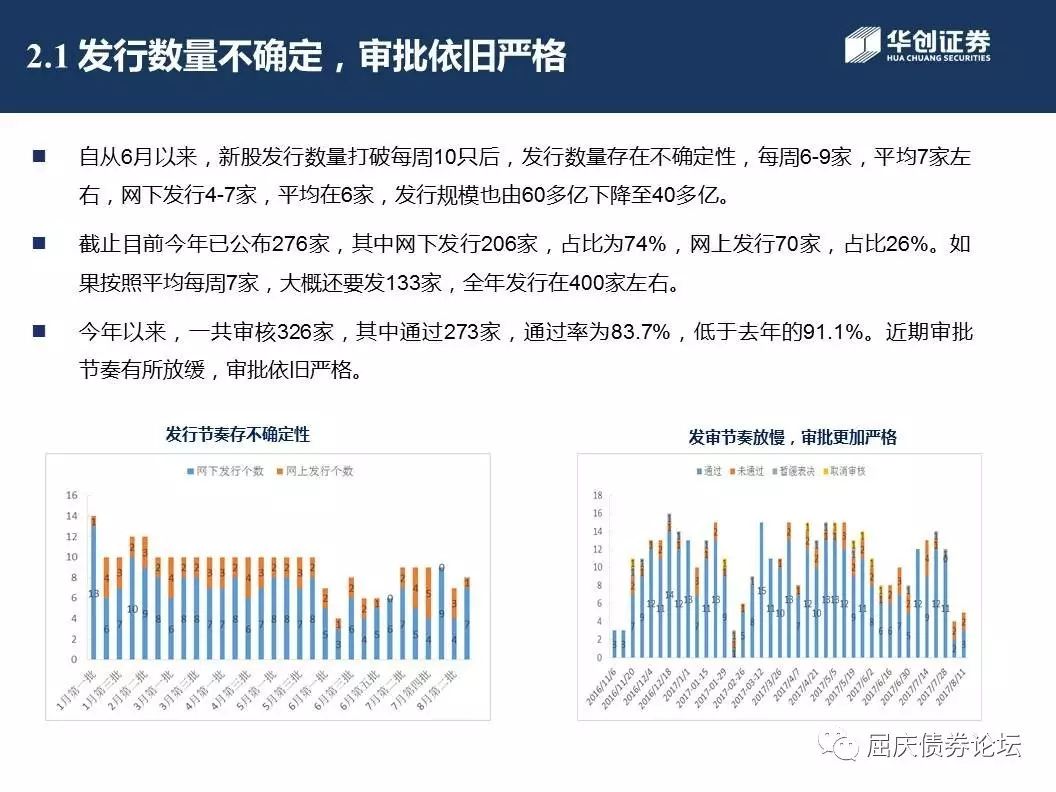 2.1 发行数量不确定，审批依旧严格
华创证券
HUA CHUANG SECURITIES
自从6月以来，新股发行数量打破每周10只后，发行数量存在不确定性，每周6-9家，平均7家左
右，网下发行4-7家，平均在6家，发行规模也由60多亿下降至40多亿。
截止目前今年已公布276家，其中网下发行206家，占比为74%，网上发行70家，占比26%。如
果按照平均每周7家，大概还要发133家，全年发行在400家左右。
今年以来，一共审核326家，其中通过273家，通过率为83.7%，低于去年的91.1%。近期审批
节奏有所放缓，审批依旧严格。
发行节奏存不确定性
网下发行个数 网上发行个数
16
14
12
10
8
6
4
2
0
1月第一批 1月第三批 2月第二批 3月第一批 3月第三批 4月第一批 4月第三批 5月第一批 5月第三批 6月第一批 6月第三批 6月第五批 7月第二批 7月第四批 8月第二批
发审节奏放慢，审批更加严格
通过 未通过 暂缓表决 取消审核
18
16
14
12
10
8
6
4
2
0
2016/11/6 2016/11/20 2016/12/4 2016/12/18 2017/1/1 2017-01-15 2017-01-29 2017-02-26 2017-03-12 2017/3/26 2017/4/7 2017/4/21 2017/5/5 2017/5/19 2017/6/2 2017/6/16 2017/6/30 2017/7/14 2017/7/28 2017/8/11
屈庆债券论坛